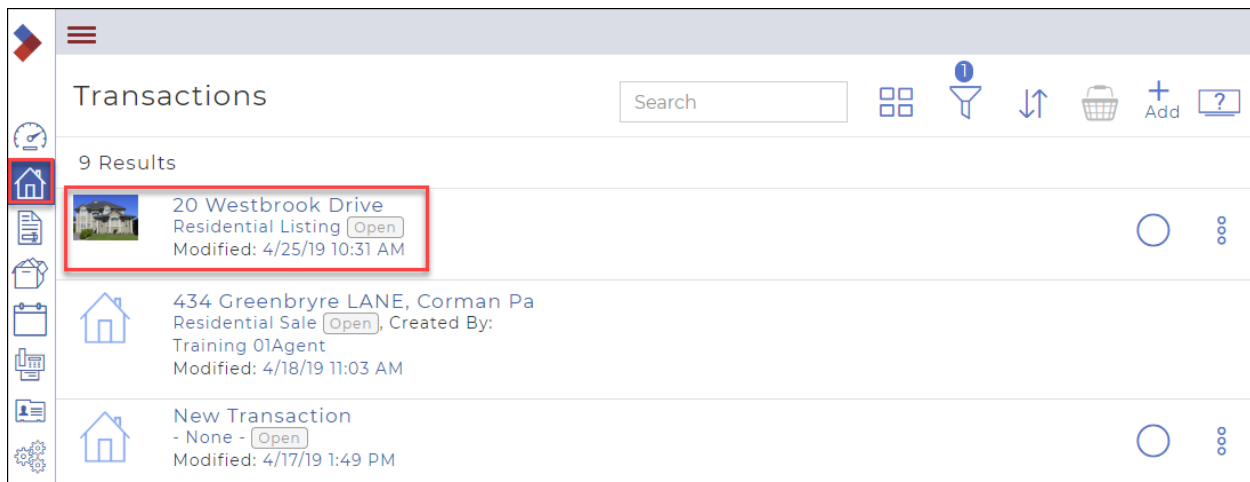 Transactions
Search
1
Add
?
9 Results
20 Westbrook Drive
Residential Listing Open
Modified: 4/25/19 10:31 AM
434 Greenbryre LANE, Corman Pa
Residential Sale Open, Created By:
Training 01Agent
Modified: 4/18/19 11:03 AM
New Transaction
- None - Open
Modified: 4/17/19 1:49 PM